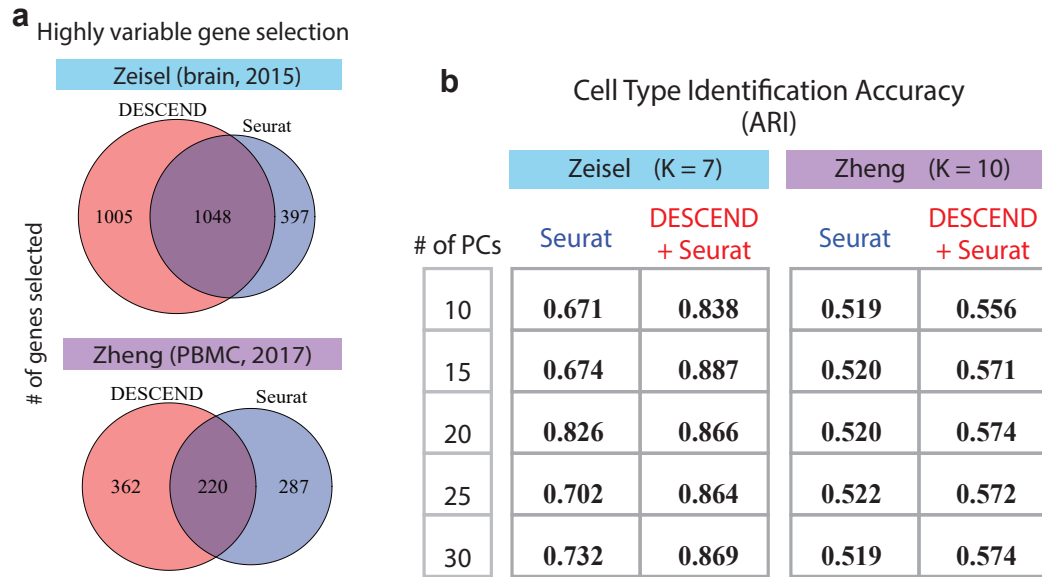 a
Highly variable gene selection
Zeisel (brain, 2015)
DESCEND
Seurat
1005 1048 397
# of genes selected
Zheng (PBMC, 2017)
DESCEND
Seurat
362 220 287
b
Cell Type Identification Accuracy
(ARI)
Zeisel (K = 7) Zheng (K = 10)
# of PCs Seurat DESCEND + Seurat Seurat DESCEND + Seurat
10 0.671 0.838 0.519 0.556
15 0.674 0.887 0.520 0.571
20 0.826 0.866 0.520 0.574
25 0.702 0.864 0.522 0.572
30 0.732 0.869 0.519 0.574